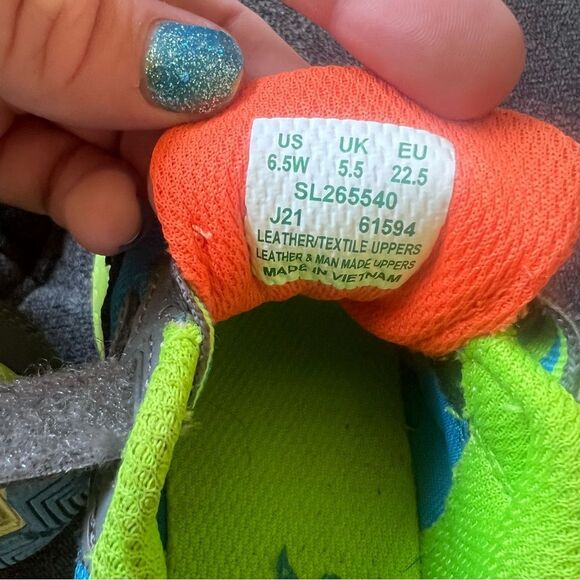 US UK EU
6.5W 5.5 22.5
SL265540
J21 61594
LEATHER/TEXTILE UPPERS
LEATHER & MAN MADE UPPERS
MADE IN VIETNAM